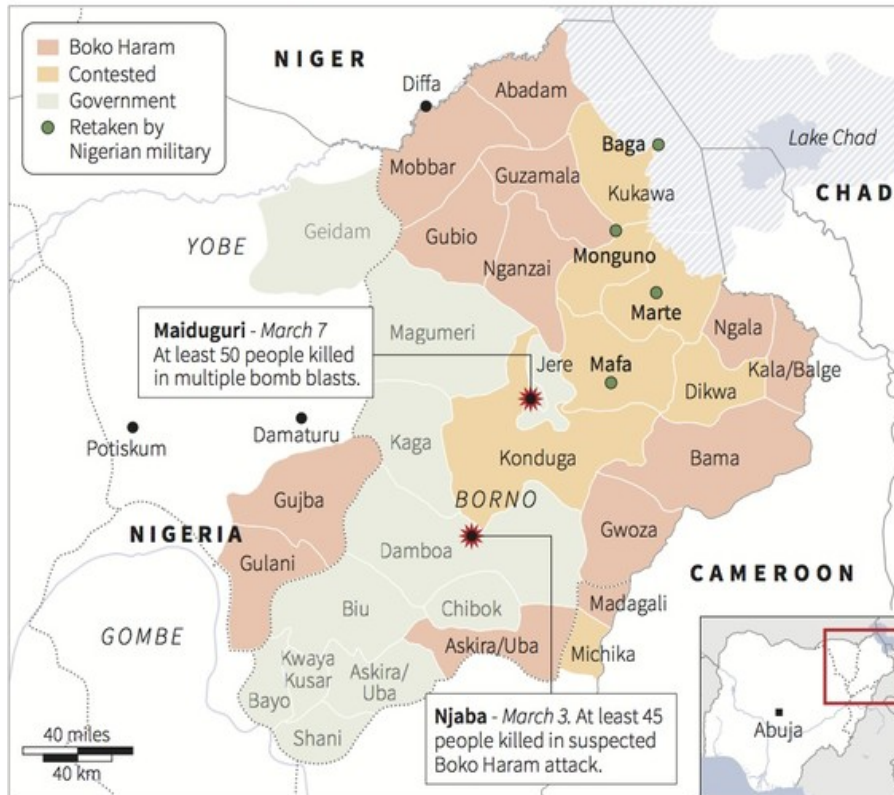 Boko Haram
Contested
Government
Retaken by
Nigerian military
NIGER
Diffa
Abadam
Mobbar
Guzamala
Baga
Kukawa
Lake Chad
CHAD
Geidam
YOBE
Gubio
Nganzai
Monguno
Marte
Maiduguri - March 7
At least 50 people killed
in multiple bomb blasts.
Magumeri
Jere
Mafa
Ngala
Kala/Balge
Dikwa
Potiskum
Damaturu
Kaga
Konduga
Bama
Gujba
BORNO
NIGERIA
Gulani
Damboa
Gwoza
CAMEROON
GOMBE
Biu
Chibok
Madagali
Askira/Uba
Michika
Kwaya
Kusar
Askira/
Uba
Bayo
Shani
40 miles
40 km
Njaba - March 3. At least 45
people killed in suspected
Boko Haram attack.
Abuja